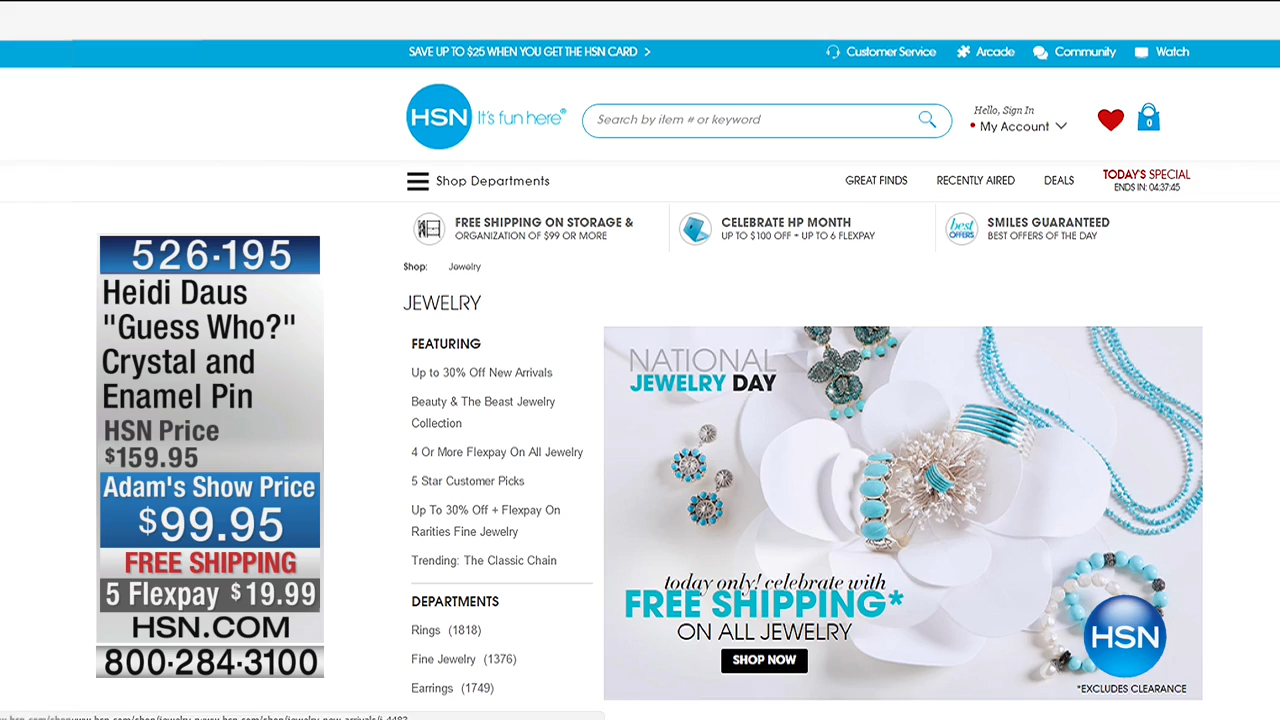 SAVE UP TO $25 WHEN YOU GET THE HSN CARD >
Customer Service
Arcade
Community
Watch
HSN It's fun here®
Search by item # or keyword
Hello, Sign In
• My Account
0
Shop Departments
GREAT FINDS
RECENTLY AIRED
DEALS
TODAY'S SPECIAL
ENDS IN: 04:37:45
FREE SHIPPING ON STORAGE &
ORGANIZATION OF $99 OR MORE
CELEBRATE HP MONTH
UP TO $100 OFF + UP TO 6 FLEXPAY
best
OFFERS
SMILES GUARANTEED
BEST OFFERS OF THE DAY
526-195
Heidi Daus
"Guess Who?"
Crystal and
Enamel Pin
HSN Price
$159.95
Adam's Show Price
$99.95
FREE SHIPPING
5 Flexpay $19.99
HSN.COM
800-284-3100
Shop: Jewelry
JEWELRY
FEATURING
Up to 30% Off New Arrivals
Beauty & The Beast Jewelry
Collection
4 Or More Flexpay On All Jewelry
5 Star Customer Picks
Up To 30% Off + Flexpay On
Rarities Fine Jewelry
Trending: The Classic Chain
DEPARTMENTS
Rings (1818)
Fine Jewelry (1376)
Earrings (1749)
NATIONAL
JEWELRY DAY
today only! celebrate with
FREE SHIPPING*
ON ALL JEWELRY
SHOP NOW
HSN
*EXCLUDES CLEARANCE